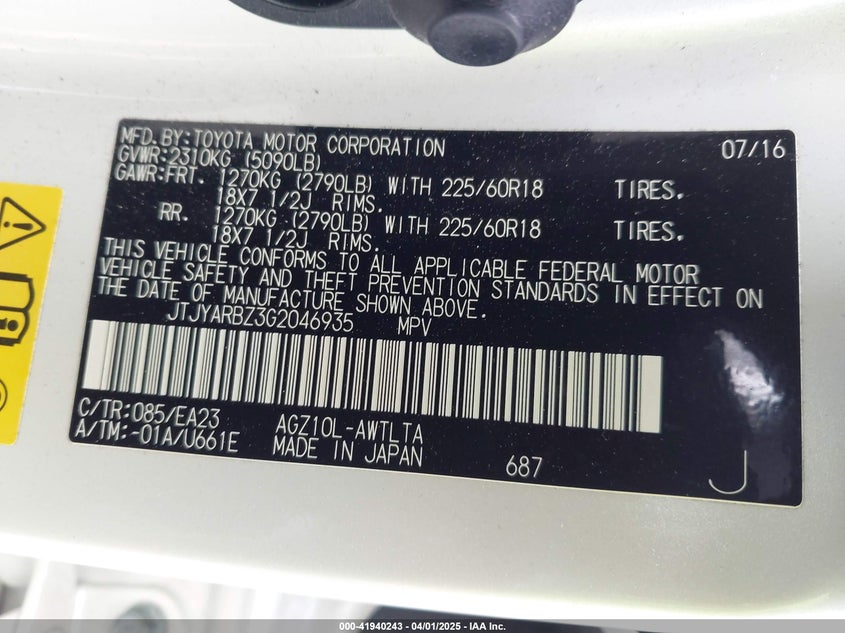 MFD. BY: TOYOTA MOTOR CORPORATION 07/16
GVWR: 2310KG (5090LB)
GAWR: FRT. 1270KG (2790LB) WITH 225/60R18 TIRES.
18X7 1/2J RIMS.
RR. 1270KG (2790LB) WITH 225/60R18 TIRES.
18X7 1/2J RIMS.
THIS VEHICLE CONFORMS TO ALL APPLICABLE FEDERAL MOTOR
VEHICLE SAFETY AND THEFT PREVENTION STANDARDS IN EFFECT ON
THE DATE OF MANUFACTURE SHOWN ABOVE.
JTJYARBZ3G2046935 MPV
C/TR: 085/EA23 AGZ10L-AWTLTA
A/TM: -01A/U661E MADE IN JAPAN 687
J
000-41940243 - 04/01/2025 - IAA Inc.